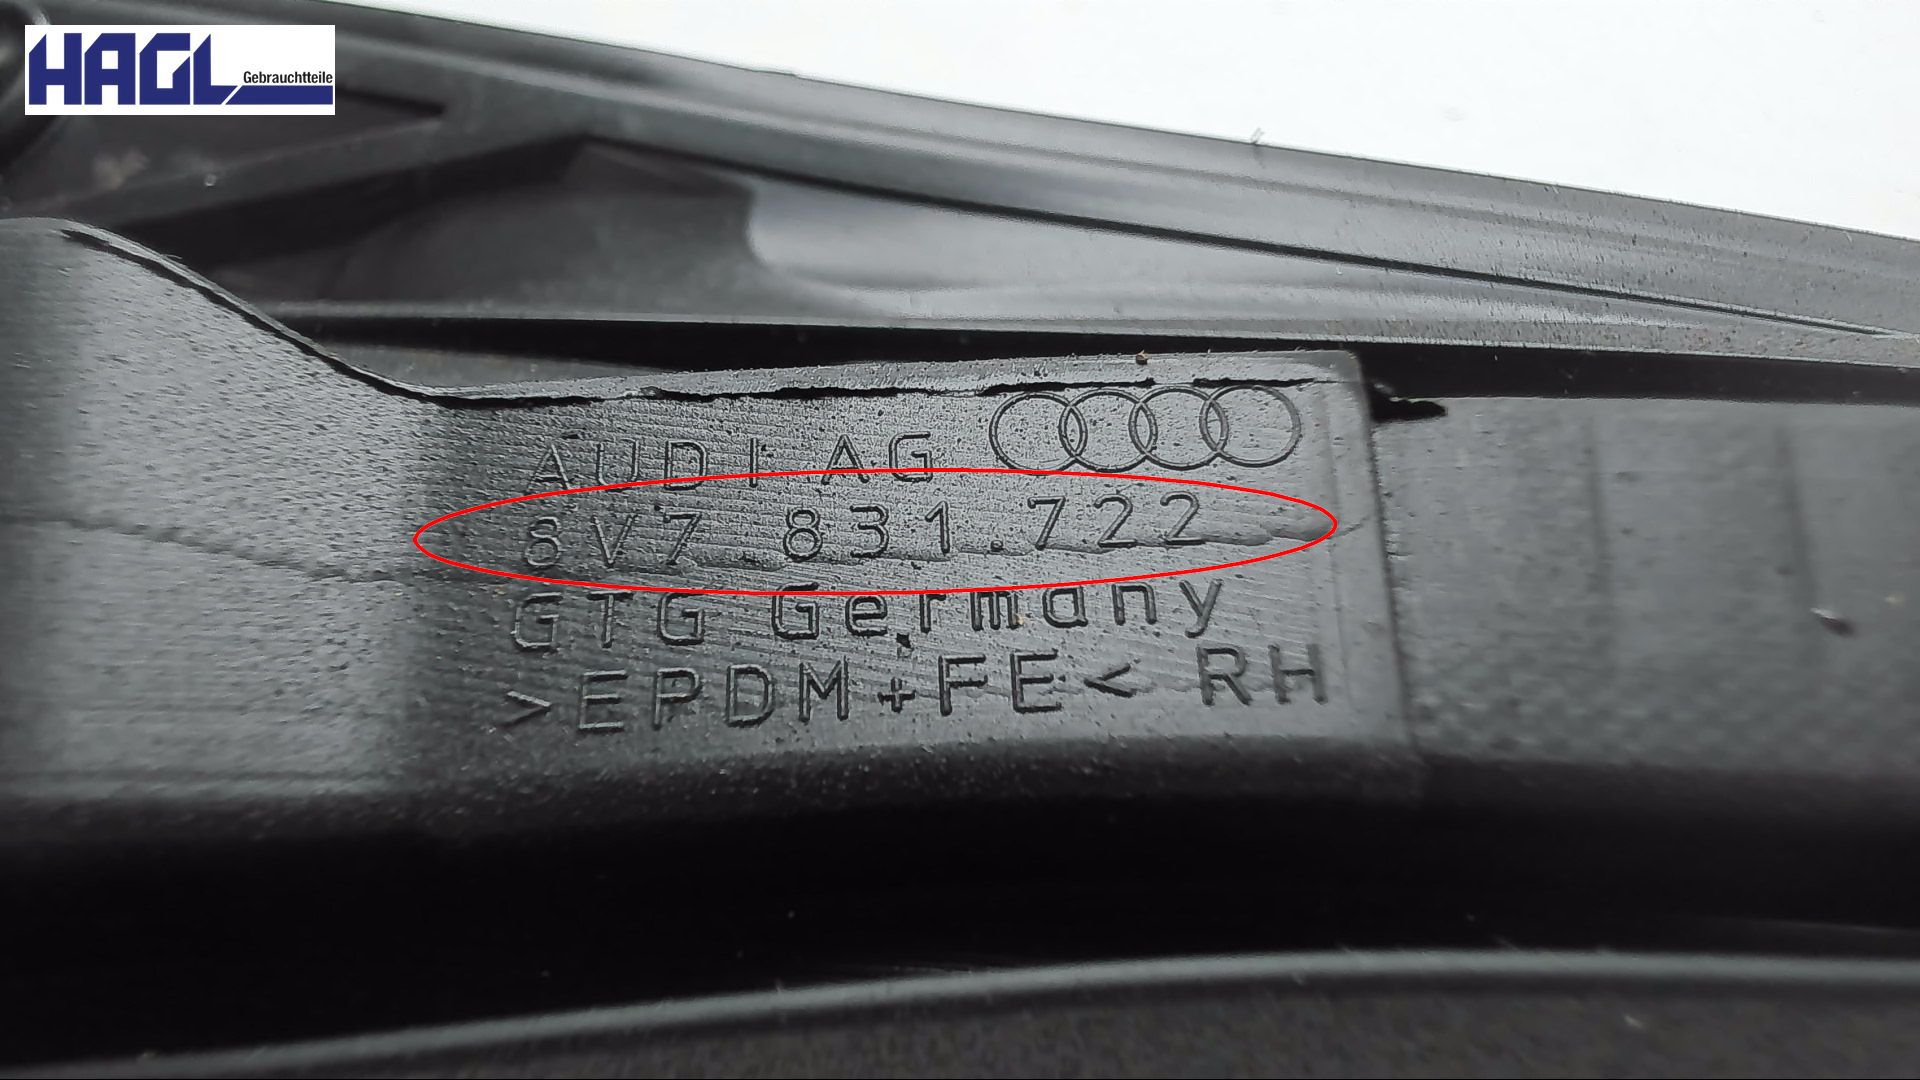 HAGL
Gebrauchtteile
AUDI AG
8V7.831.722
GTG Germany
>EPDM+FE< RH